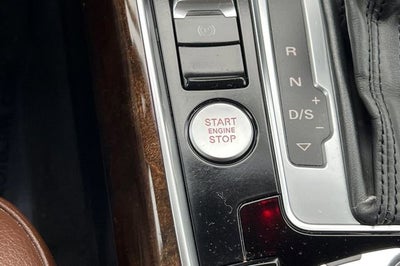 R
N
D/S
+
-
START
ENGINE
STOP